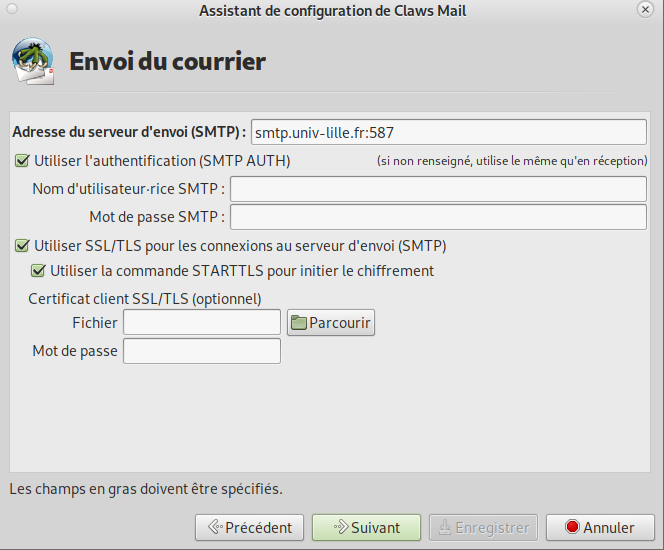 Assistant de configuration de Claws Mail
Envoi du courrier
Adresse du serveur d'envoi (SMTP) : smtp.univ-lille.fr:587
Utiliser l'authentification (SMTP AUTH) (si non renseigné, utilise le même qu'en réception)
Nom d'utilisateur·rice SMTP :
Mot de passe SMTP :
Utiliser SSL/TLS pour les connexions au serveur d'envoi (SMTP)
Utiliser la commande STARTTLS pour initier le chiffrement
Certificat client SSL/TLS (optionnel)
Fichier Parcourir
Mot de passe
Les champs en gras doivent être spécifiés.
Précédent Suivant Enregistrer Annuler